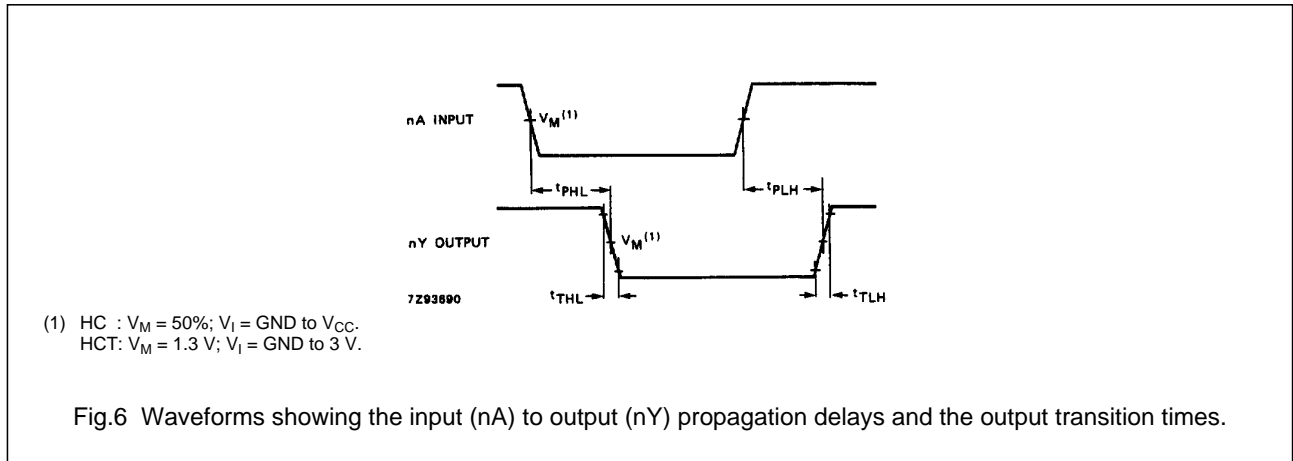 nA INPUT
V_M(1)
t_PHL
t_PLH
nY OUTPUT
V_M(1)
7Z93690
t_THL
t_TLH
(1) HC : V_M = 50%; V_I = GND to V_CC.
HCT: V_M = 1.3 V; V_I = GND to 3 V.
Fig.6 Waveforms showing the input (nA) to output (nY) propagation delays and the output transition times.